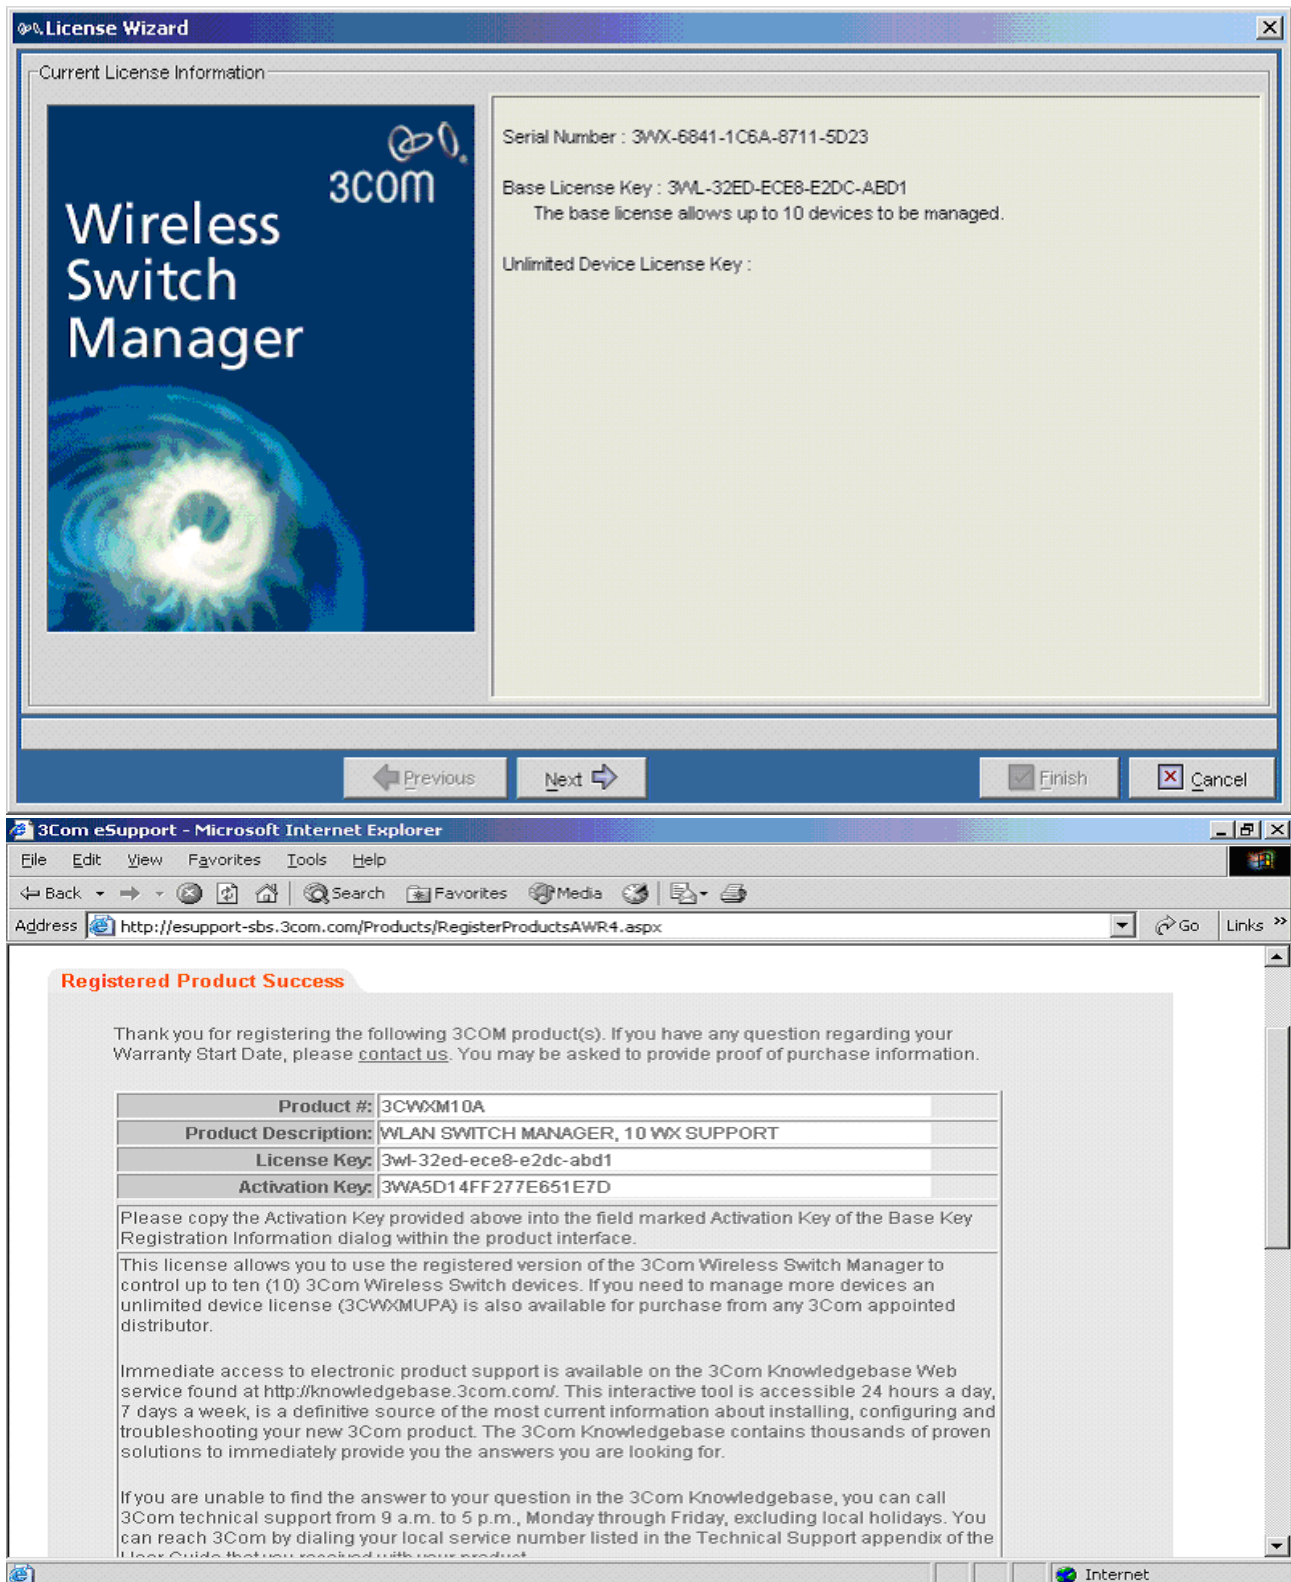 License Wizard
Current License Information
3COM
Wireless
Switch
Manager
Serial Number : 3WX-6841-1C6A-8711-5D23
Base License Key : 3WL-32ED-ECE8-E2DC-ABD1
The base license allows up to 10 devices to be managed.
Unlimited Device License Key :
Previous
Next
Finish
Cancel
3Com eSupport - Microsoft Internet Explorer
File Edit View Favorites Tools Help
Back Search Favorites Media
Address http://esupport-sbs.3com.com/Products/RegisterProductsAWR4.aspx Go Links »
Registered Product Success
Thank you for registering the following 3COM product(s). If you have any question regarding your
Warranty Start Date, please contact us. You may be asked to provide proof of purchase information.
Product #: 3CWXM10A
Product Description: WLAN SWITCH MANAGER, 10 WX SUPPORT
License Key: 3wl-32ed-ece8-e2dc-abd1
Activation Key: 3WA5D14FF277E651E7D
Please copy the Activation Key provided above into the field marked Activation Key of the Base Key
Registration Information dialog within the product interface.
This license allows you to use the registered version of the 3Com Wireless Switch Manager to
control up to ten (10) 3Com Wireless Switch devices. If you need to manage more devices an
unlimited device license (3CWXMUPA) is also available for purchase from any 3Com appointed
distributor.
Immediate access to electronic product support is available on the 3Com Knowledgebase Web
service found at http://knowledgebase.3com.com/. This interactive tool is accessible 24 hours a day,
7 days a week, is a definitive source of the most current information about installing, configuring and
troubleshooting your new 3Com product. The 3Com Knowledgebase contains thousands of proven
solutions to immediately provide you the answers you are looking for.
If you are unable to find the answer to your question in the 3Com Knowledgebase, you can call
3Com technical support from 9 a.m. to 5 p.m., Monday through Friday, excluding local holidays. You
can reach 3Com by dialing your local service number listed in the Technical Support appendix of the
User Guide that you received with your product.
Internet